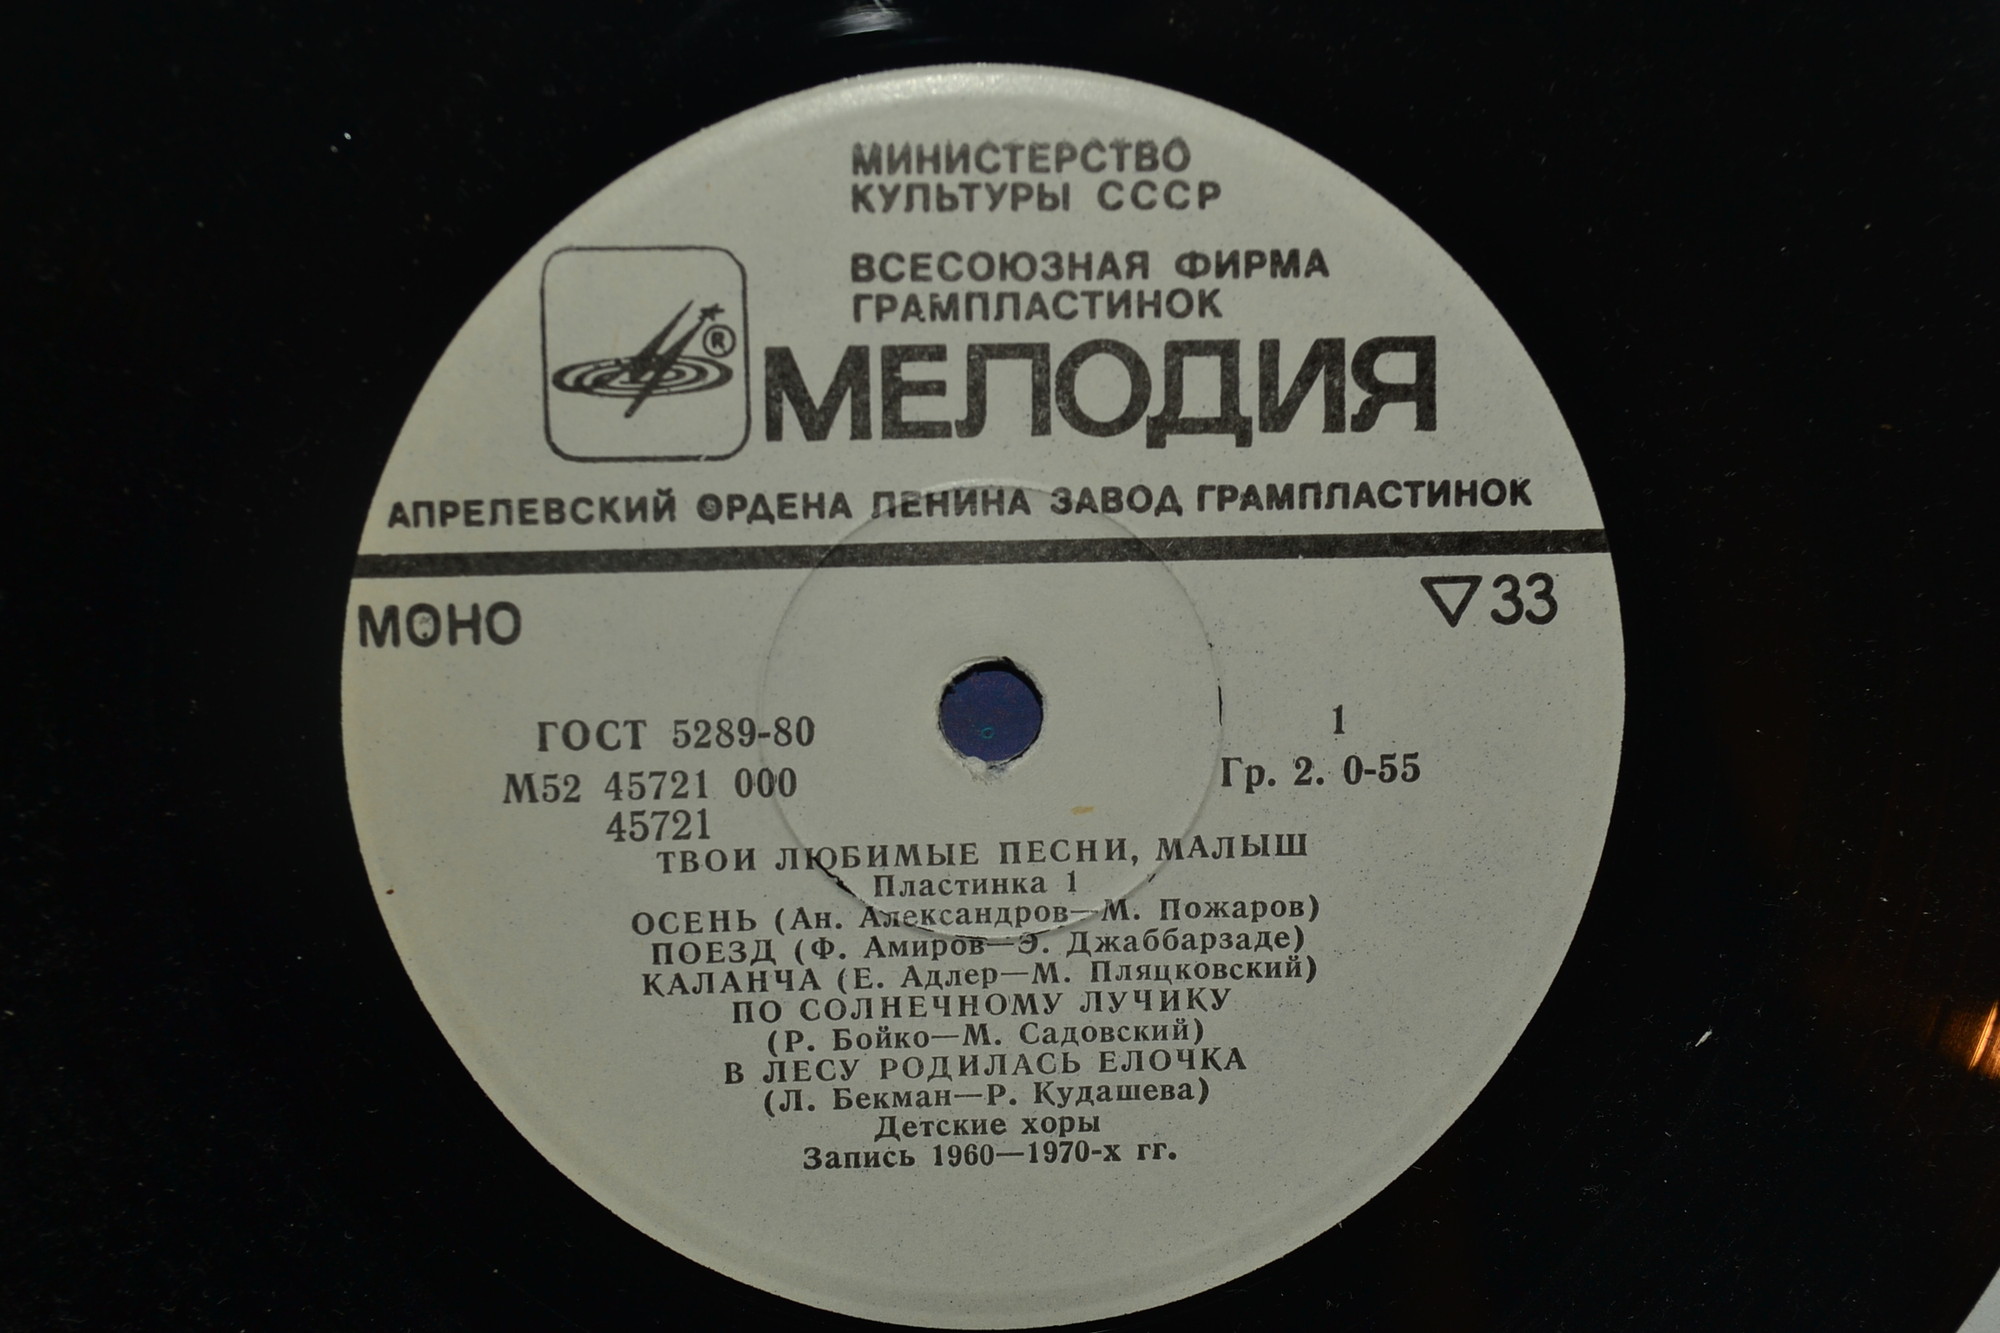 МИНИСТЕРСТВО
КУЛЬТУРЫ СССР
ВСЕСОЮЗНАЯ ФИРМА
ГРАМПЛАСТИНОК
®
МЕЛОДИЯ
АПРЕЛЕВСКИЙ ОРДЕНА ЛЕНИНА ЗАВОД ГРАМПЛАСТИНОК
МОНО
▽33
ГОСТ 5289-80
1
М52 45721 000
Гр. 2. 0-55
45721
ТВОИ ЛЮБИМЫЕ ПЕСНИ, МАЛЫШ
Пластинка 1
ОСЕНЬ (Ан. Александров—М. Пожаров)
ПОЕЗД (Ф. Амиров—Э. Джаббарзаде)
КАЛАНЧА (Е. Адлер—М. Пляцковский)
ПО СОЛНЕЧНОМУ ЛУЧИКУ
(Р. Бойко—М. Садовский)
В ЛЕСУ РОДИЛАСЬ ЕЛОЧКА
(Л. Бекман—Р. Кудашева)
Детские хоры
Запись 1960—1970-х гг.